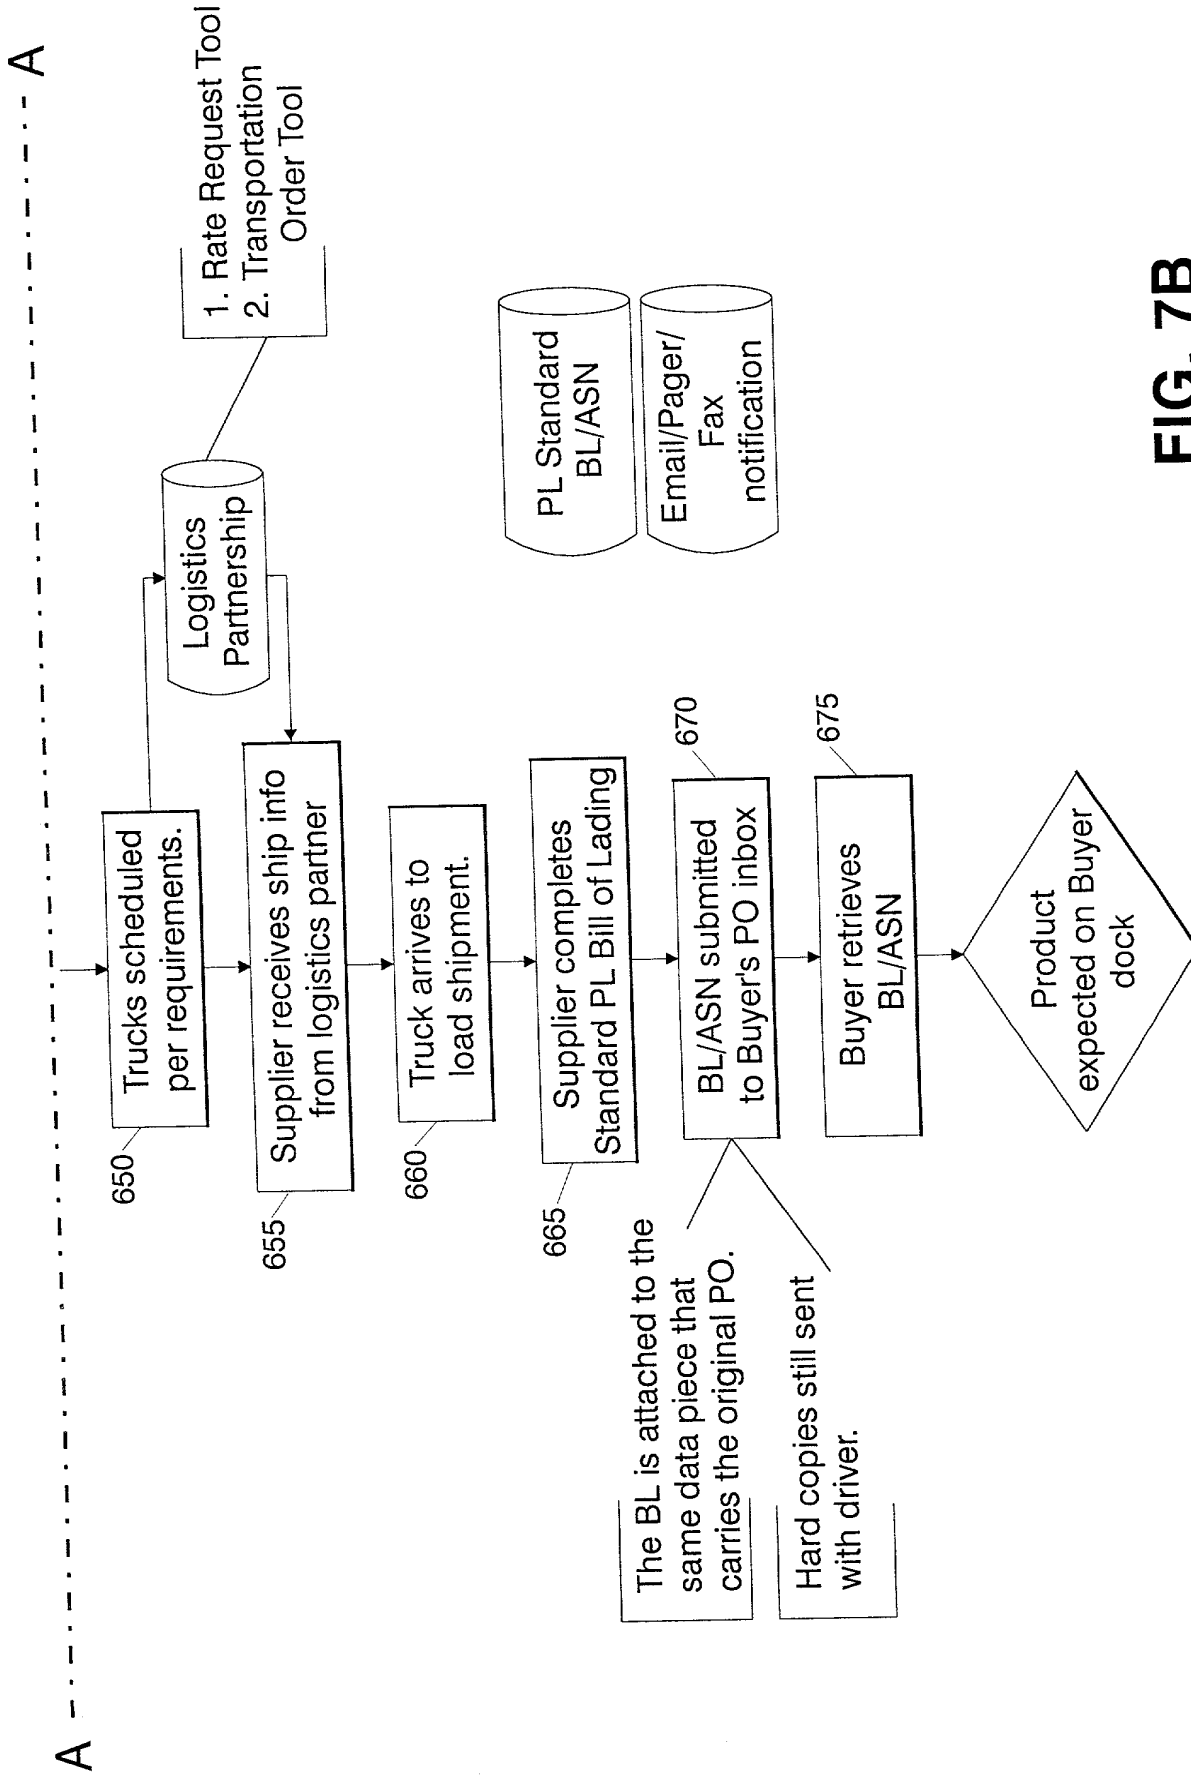 A
A
Trucks scheduled
per requirements.
650
Logistics
Partnership
1. Rate Request Tool
2. Transportation
Order Tool
Supplier receives ship info
from logistics partner
655
Truck arrives to
load shipment.
660
Supplier completes
Standard PL Bill of Lading
665
PL Standard
BL/ASN
Email/Pager/
Fax
notification
The BL is attached to the
same data piece that
carries the original PO.
BL/ASN submitted
to Buyer's PO inbox
670
Hard copies still sent
with driver.
Buyer retrieves
BL/ASN
675
Product
expected on Buyer
dock
FIG. 7B